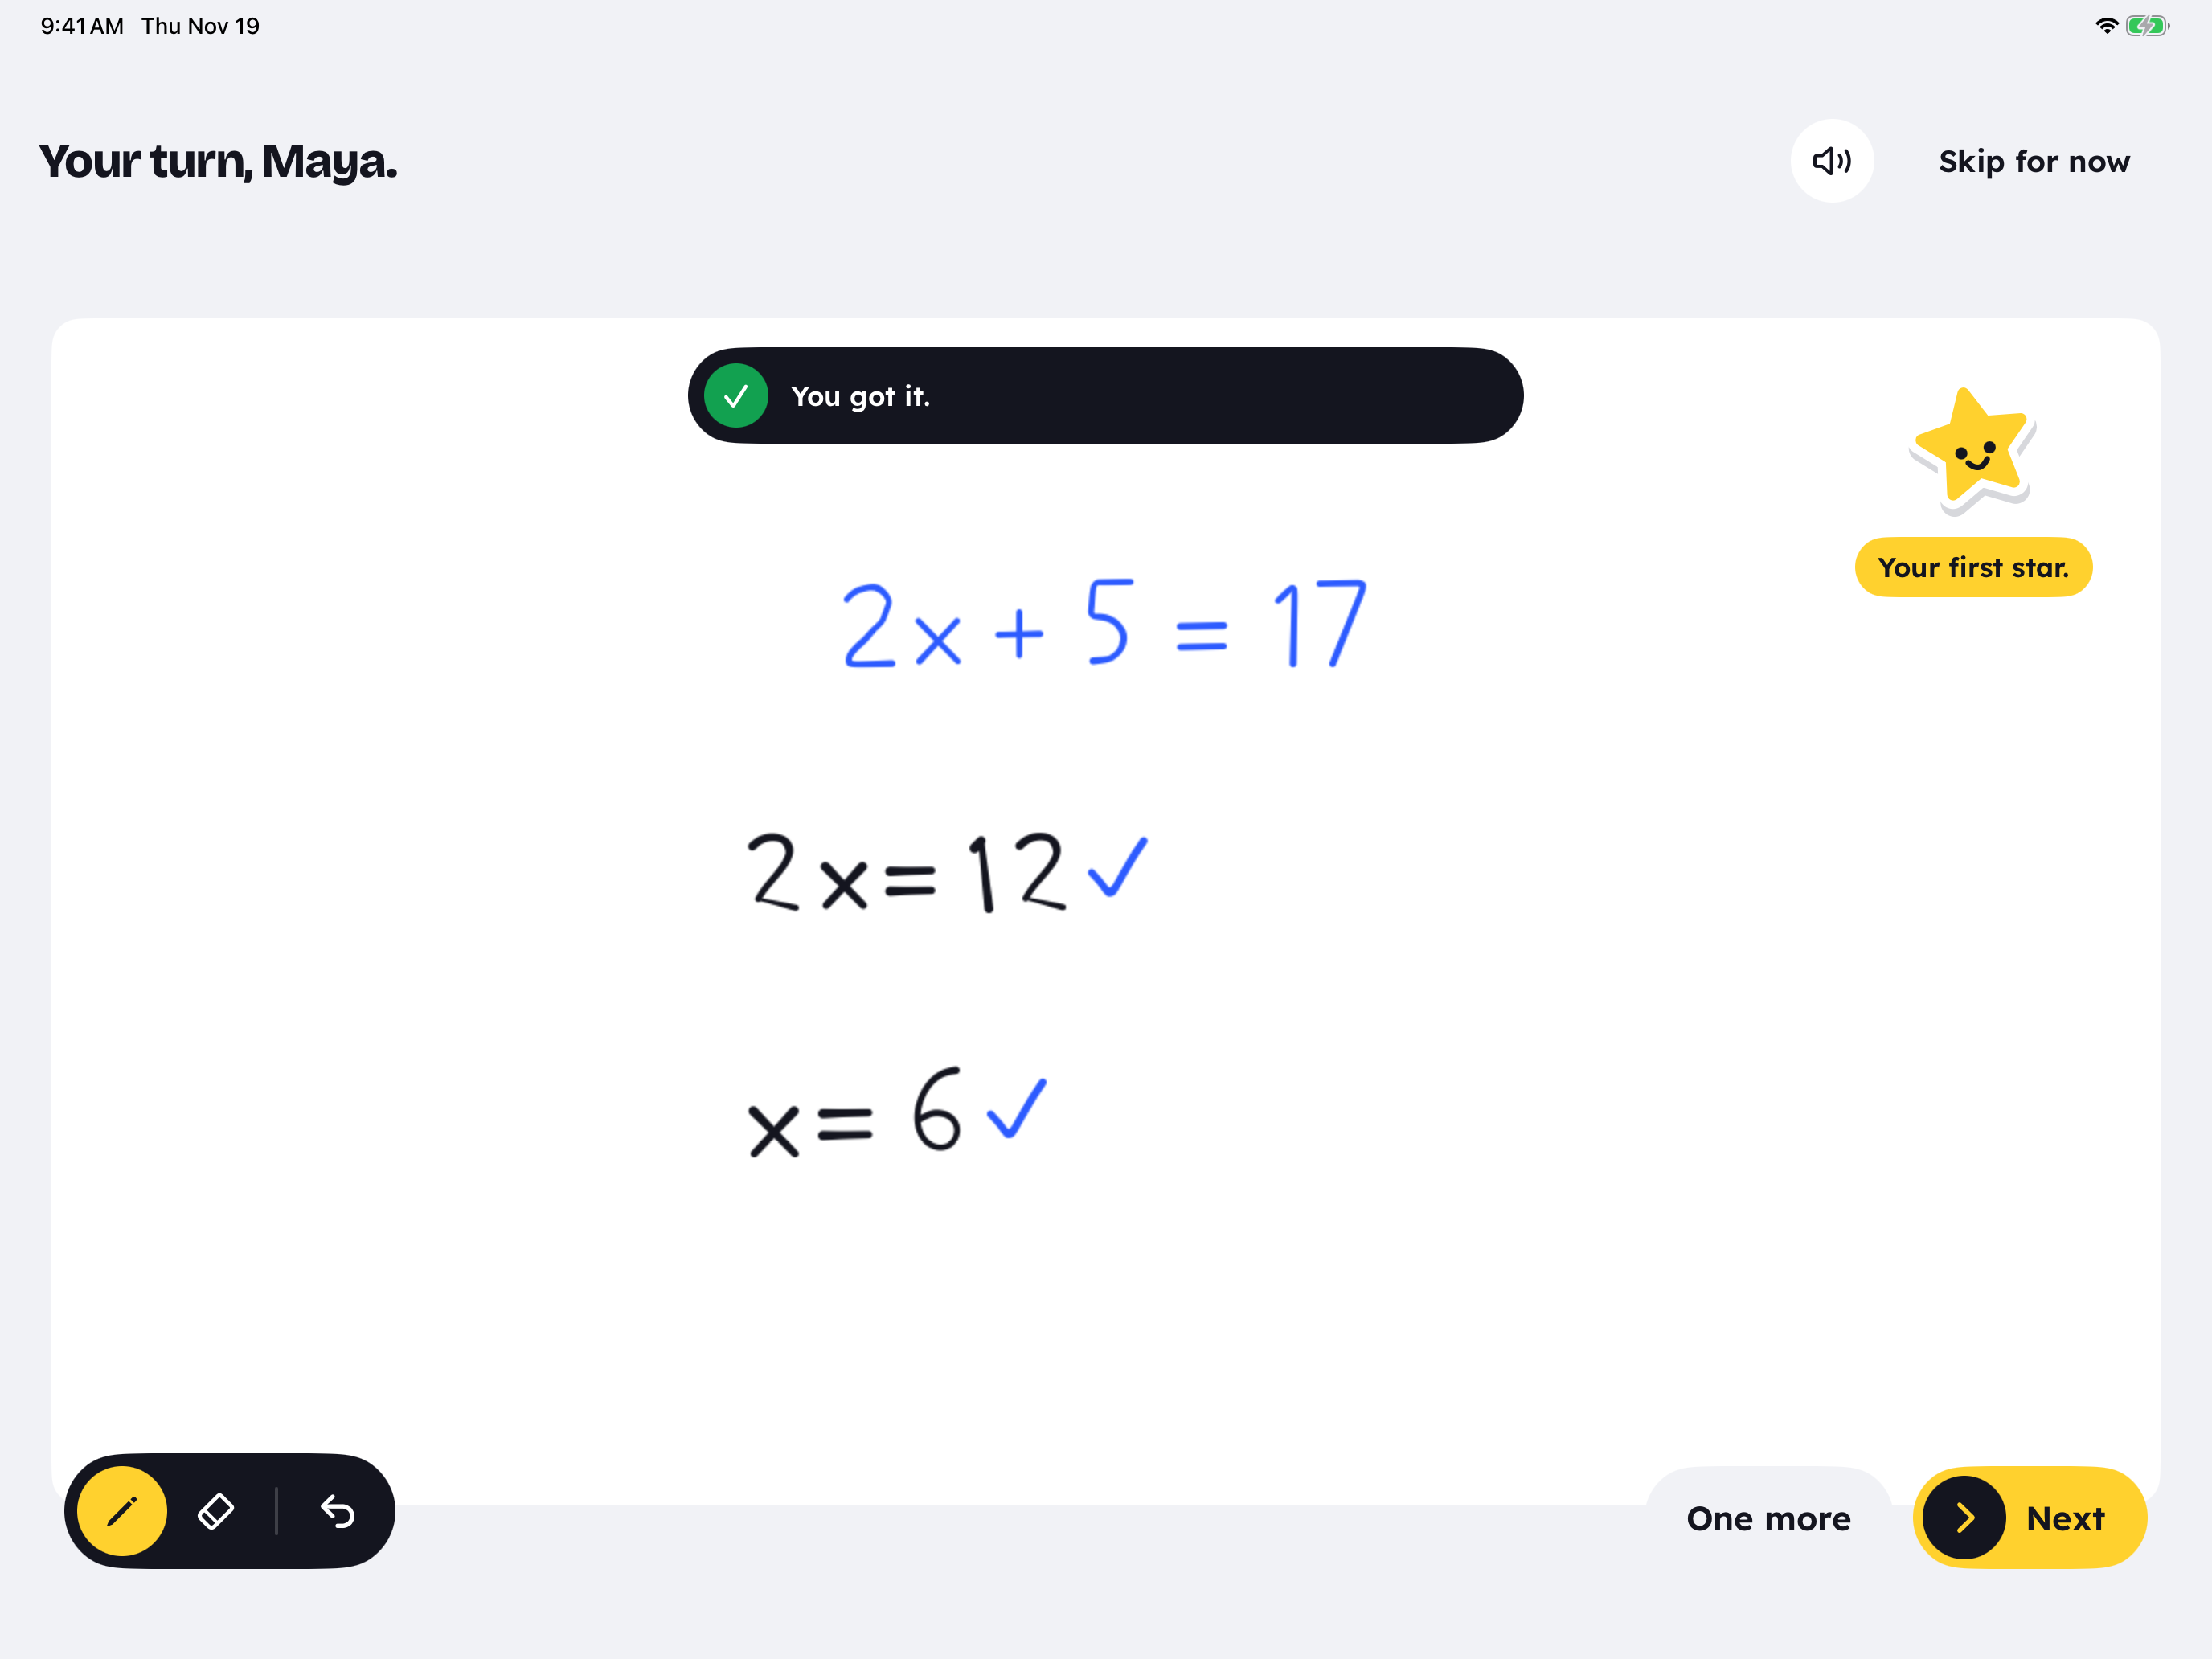 9:41 AM Thu Nov 19
Your turn, Maya.
Skip for now
You got it.
Your first star.
2x + 5 = 17
2x = 12 ✓
x = 6 ✓
One more
Next